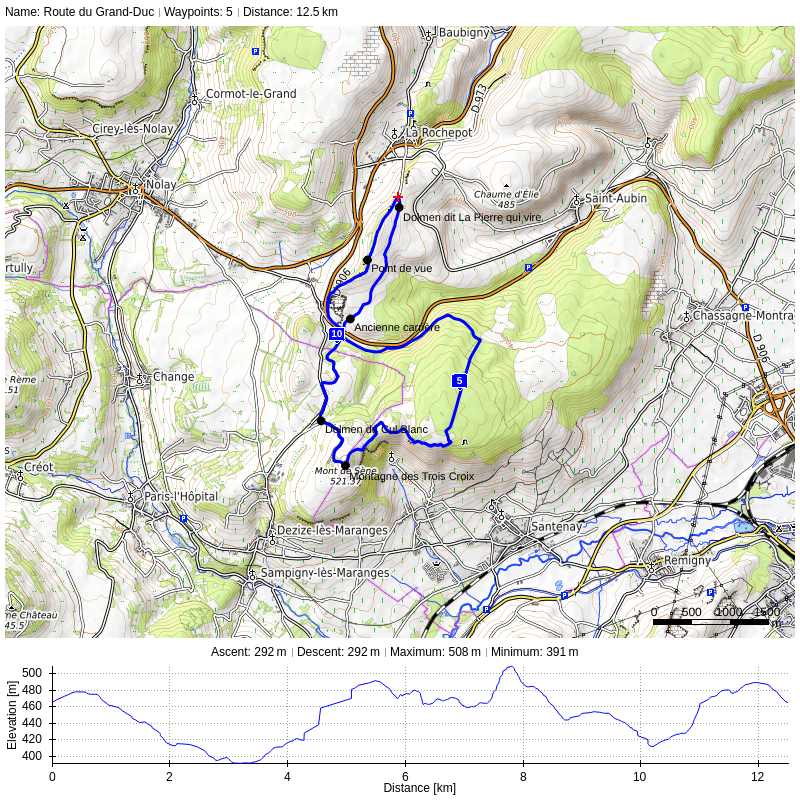 Name: Route du Grand-Duc | Waypoints: 5 | Distance: 12.5 km
Baubigny
P
Cormot-le-Grand
D 973
P
Cirey-lès-Nolay
La Rochepot
Nolay
Chaume d'Élie
485
Saint-Aubin
Dolmen dit La Pierre qui vire.
Point de vue
P
rtully
906
P
Chassagne-Montra
Ancienne carrière
10
D 906
Change
5
e Rème
.51
Dolmen du Cul Blanc
Créot
Mont de Sène
521.37
Montagne des Trois Croix
Paris-l'Hôpital
P
Dezize-lès-Maranges
Santenay
Remigny
Sampigny-lès-Maranges
P
P
P
me Château
45.5
0 500 1000 1500
m
Ascent: 292 m | Descent: 292 m | Maximum: 508 m | Minimum: 391 m
Elevation [m]
500
480
460
440
420
400
0 2 4 6 8 10 12
Distance [km]